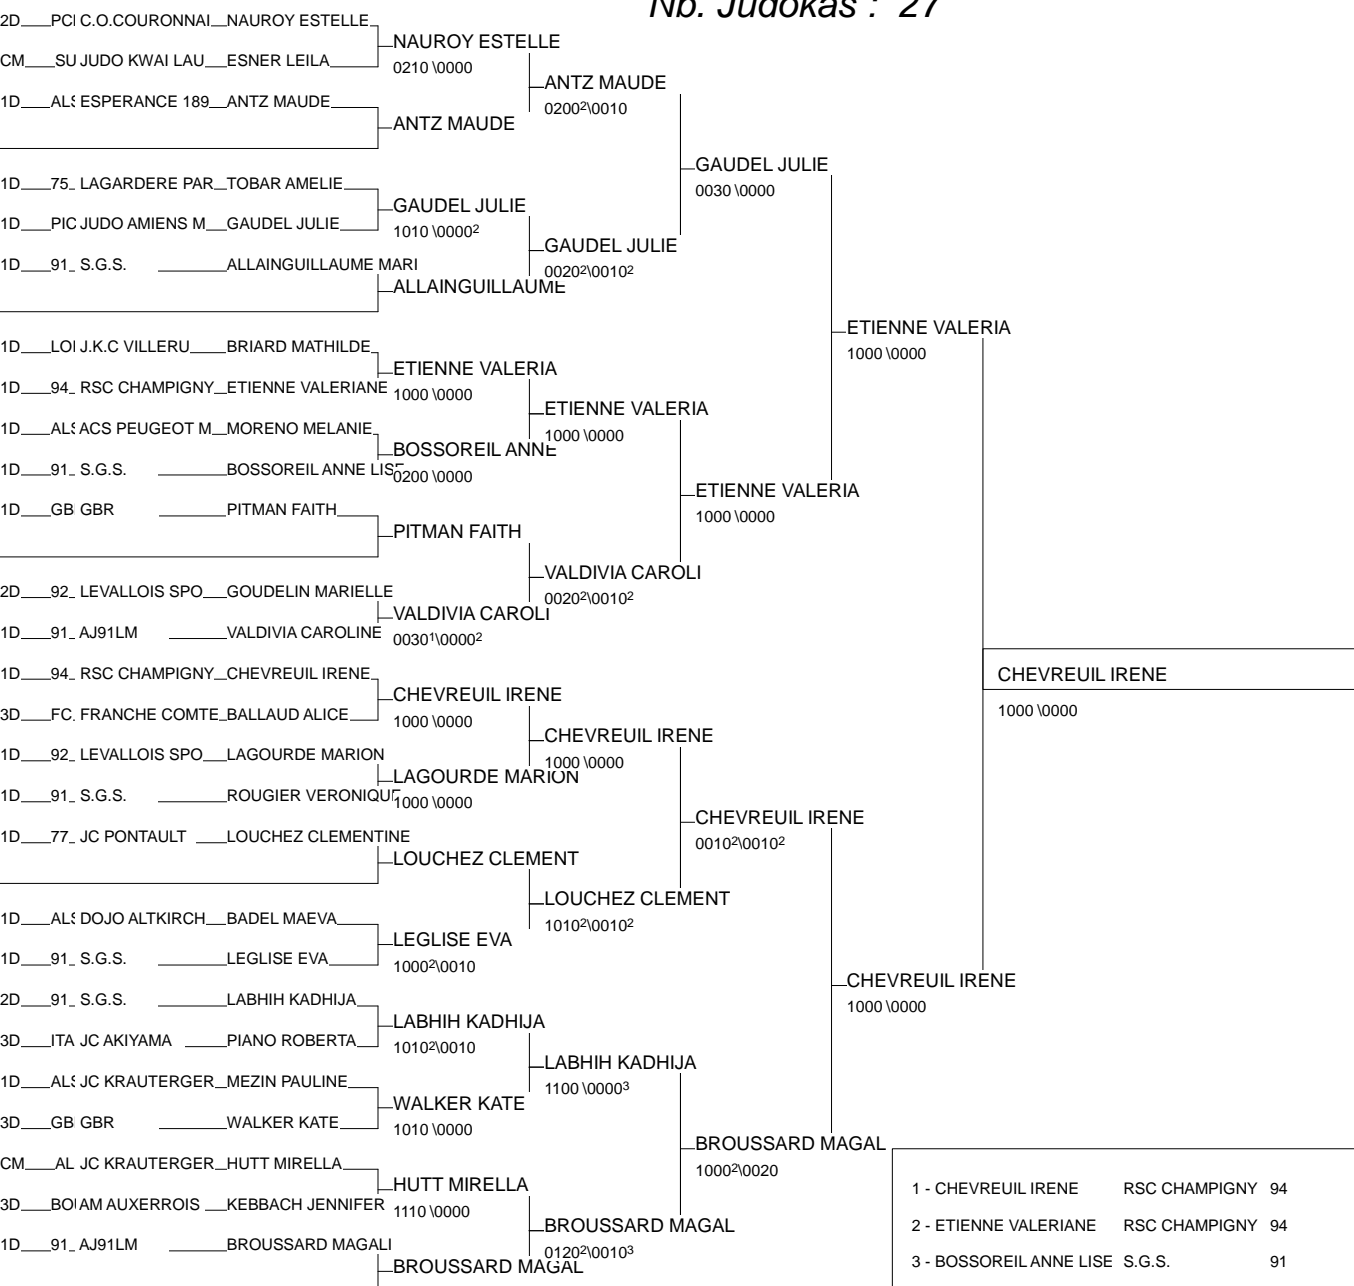 Nb. Judokas : 27
2D PCI C.O.COURONNAI NAUROY ESTELLE
NAUROY ESTELLE
CM SU JUDO KWAI LAU ESNER LEILA
0210 \0000
ANTZ MAUDE
1D ALS ESPERANCE 189 ANTZ MAUDE
0200²\0010
ANTZ MAUDE
GAUDEL JULIE
1D 75 LAGARDERE PAR TOBAR AMELIE
0030 \0000
GAUDEL JULIE
1D PIC JUDO AMIENS M GAUDEL JULIE
1010 \0000²
GAUDEL JULIE
1D 91 S.G.S. ALLAINGUILLAUME MARI
0020²\0010²
ALLAINGUILLAUME
ETIENNE VALERIA
1D LOI J.K.C VILLERU BRIARD MATHILDE
1000 \0000
ETIENNE VALERIA
1D 94 RSC CHAMPIGNY ETIENNE VALERIANE
1000 \0000
ETIENNE VALERIA
1D ALS ACS PEUGEOT M MORENO MELANIE
1000 \0000
BOSSOREIL ANNE
1D 91 S.G.S. BOSSOREIL ANNE LISE
0200 \0000
ETIENNE VALERIA
1D GB GBR PITMAN FAITH
1000 \0000
PITMAN FAITH
VALDIVIA CAROLI
2D 92 LEVALLOIS SPO GOUDELIN MARIELLE
0020²\0010²
VALDIVIA CAROLI
1D 91 AJ91LM VALDIVIA CAROLINE
0030¹\0000²
1D 94 RSC CHAMPIGNY CHEVREUIL IRENE
CHEVREUIL IRENE
CHEVREUIL IRENE
1000 \0000
3D FC FRANCHE COMTE BALLAUD ALICE
1000 \0000
CHEVREUIL IRENE
1D 92 LEVALLOIS SPO LAGOURDE MARION
1000 \0000
LAGOURDE MARION
1D 91 S.G.S. ROUGIER VERONIQUE
1000 \0000
CHEVREUIL IRENE
1D 77 JC PONTAULT LOUCHEZ CLEMENTINE
0010²\0010²
LOUCHEZ CLEMENT
LOUCHEZ CLEMENT
1D ALS DOJO ALTKIRCH BADEL MAEVA
1010²\0010²
LEGLISE EVA
1D 91 S.G.S. LEGLISE EVA
1000²\0010
CHEVREUIL IRENE
2D 91 S.G.S. LABHIH KADHIJA
1000 \0000
LABHIH KADHIJA
3D ITA JC AKIYAMA PIANO ROBERTA
1010²\0010
LABHIH KADHIJA
1D ALS JC KRAUTERGER MEZIN PAULINE
1100 \0000³
WALKER KATE
3D GB GBR WALKER KATE
1010 \0000
BROUSSARD MAGAL
CM AL JC KRAUTERGER HUTT MIRELLA
1000²\0020
HUTT MIRELLA
3D BOI AM AUXERROIS KEBBACH JENNIFER
1110 \0000
BROUSSARD MAGAL
1D 91 AJ91LM BROUSSARD MAGALI
0120²\0010³
BROUSSARD MAGAL
1 - CHEVREUIL IRENE RSC CHAMPIGNY 94
2 - ETIENNE VALERIANE RSC CHAMPIGNY 94
3 - BOSSOREIL ANNE LISE S.G.S. 91